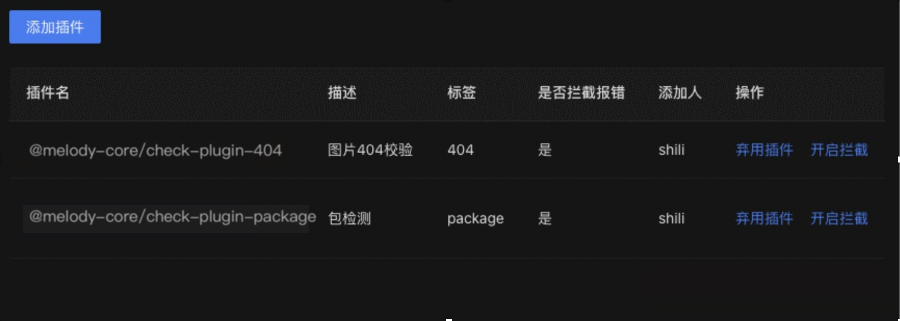 添加插件
插件名 描述 标签 是否拦截报错 添加人 操作
@melody-core/check-plugin-404 图片404校验 404 是 shili 弃用插件 开启拦截
@melody-core/check-plugin-package 包检测 package 是 shili 弃用插件 开启拦截